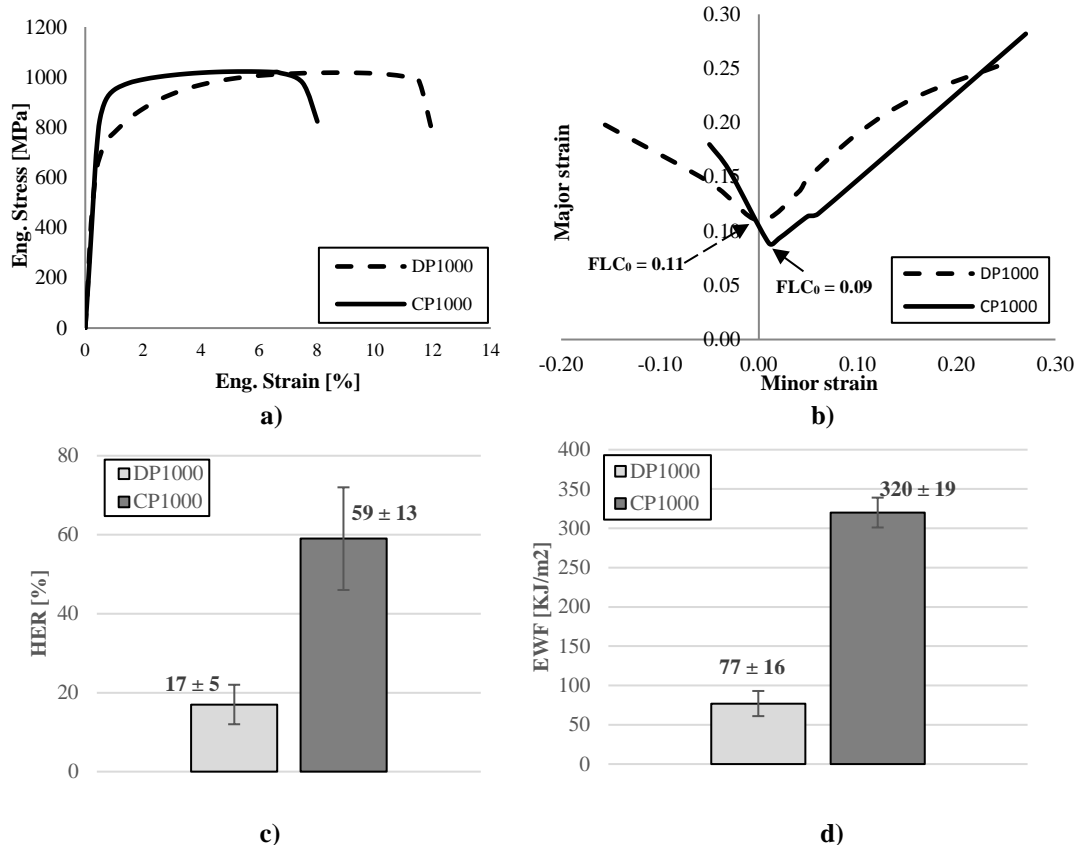 1200
1000
800
600
400
200
0
0 2 4 6 8 10 12 14
Eng. Stress [MPa]
Eng. Strain [%]
DP1000
CP1000
a)
0.30
0.25
0.20
0.15
0.10
0.05
0.00
-0.20 -0.10 0.00 0.10 0.20 0.30
Major strain
Minor strain
FLC₀ = 0.11
FLC₀ = 0.09
DP1000
CP1000
b)
80
60
40
20
0
HER [%]
DP1000
CP1000
17 ± 5
59 ± 13
c)
400
350
300
250
200
150
100
50
0
EWF [KJ/m2]
DP1000
CP1000
77 ± 16
320 ± 19
d)